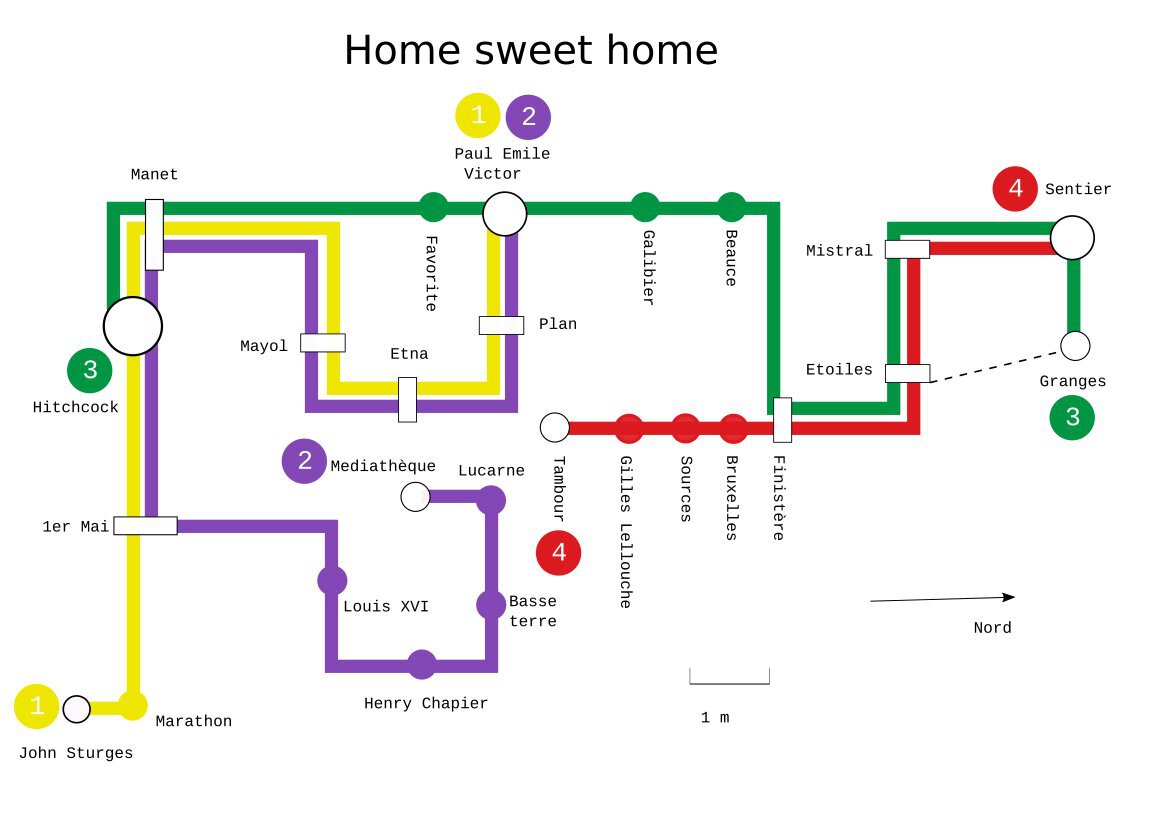 Home sweet home
1
2
Paul Emile
Victor
Manet
4
Sentier
Mistral
Favorite
Galibier
Beauce
Mayol
Plan
Etna
3
Hitchcock
Etoiles
Granges
3
2
Mediathèque
Lucarne
Tambour
Gilles Lellouche
Sources
Bruxelles
Finistère
4
1er Mai
Louis XVI
Basse
terre
Nord
Henry Chapier
1 m
1
Marathon
John Sturges